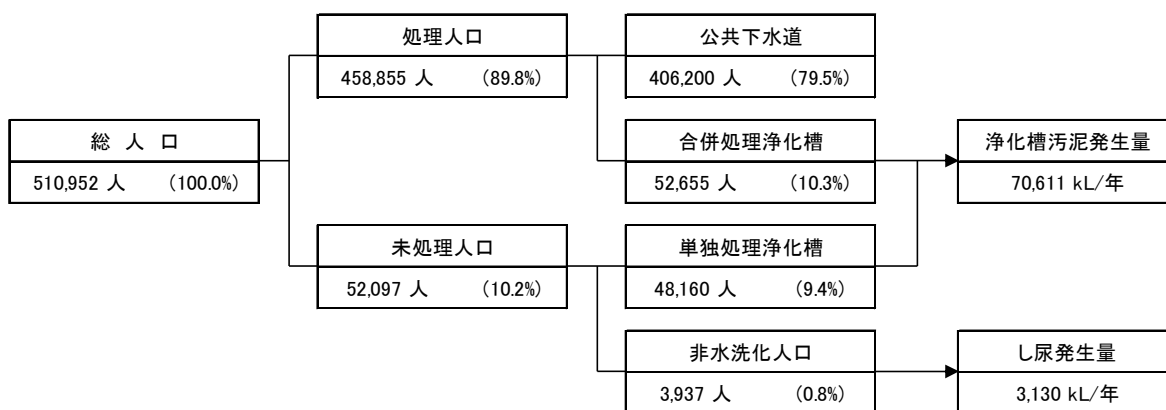 処理人口
458,855 人 (89.8%)
公共下水道
406,200 人 (79.5%)
総 人 口
510,952 人 (100.0%)
合併処理浄化槽
52,655 人 (10.3%)
浄化槽汚泥発生量
70,611 kL/年
未処理人口
52,097 人 (10.2%)
単独処理浄化槽
48,160 人 (9.4%)
非水洗化人口
3,937 人 (0.8%)
し尿発生量
3,130 kL/年